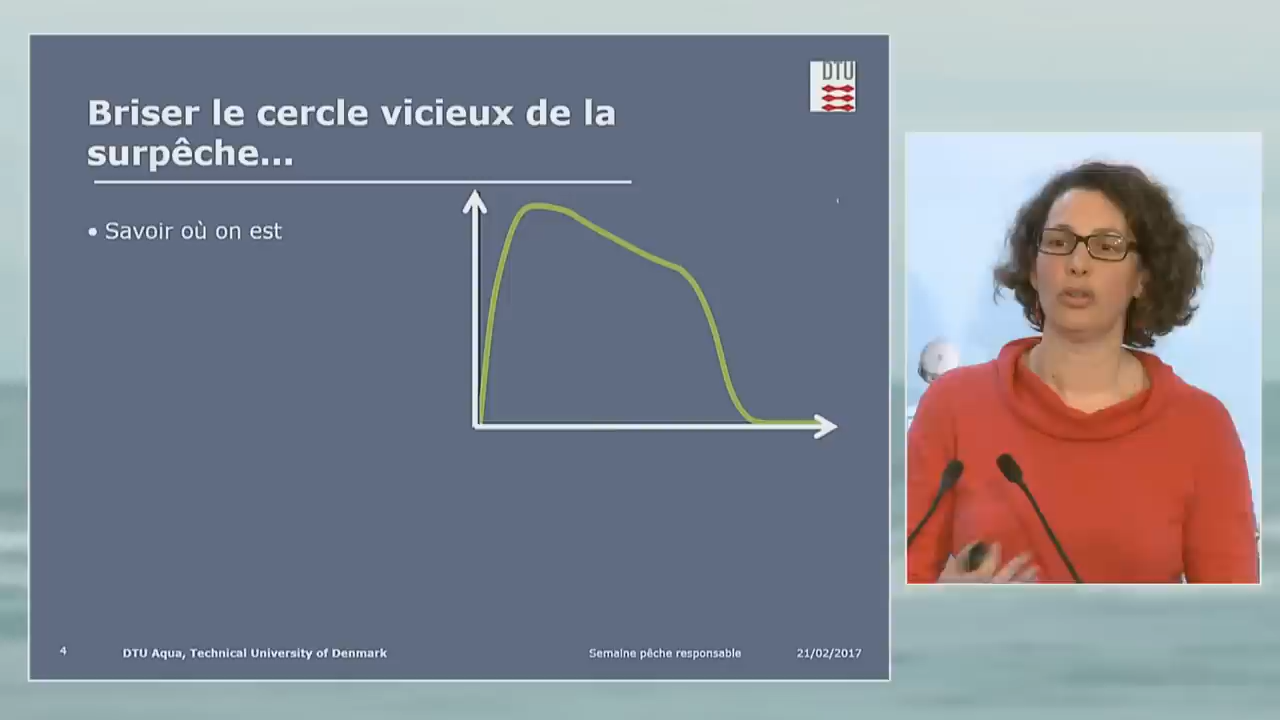 DTU
Briser le cercle vicieux de la
surpêche...
• Savoir où on est
4 DTU Aqua, Technical University of Denmark Semaine pêche responsable 21/02/2017